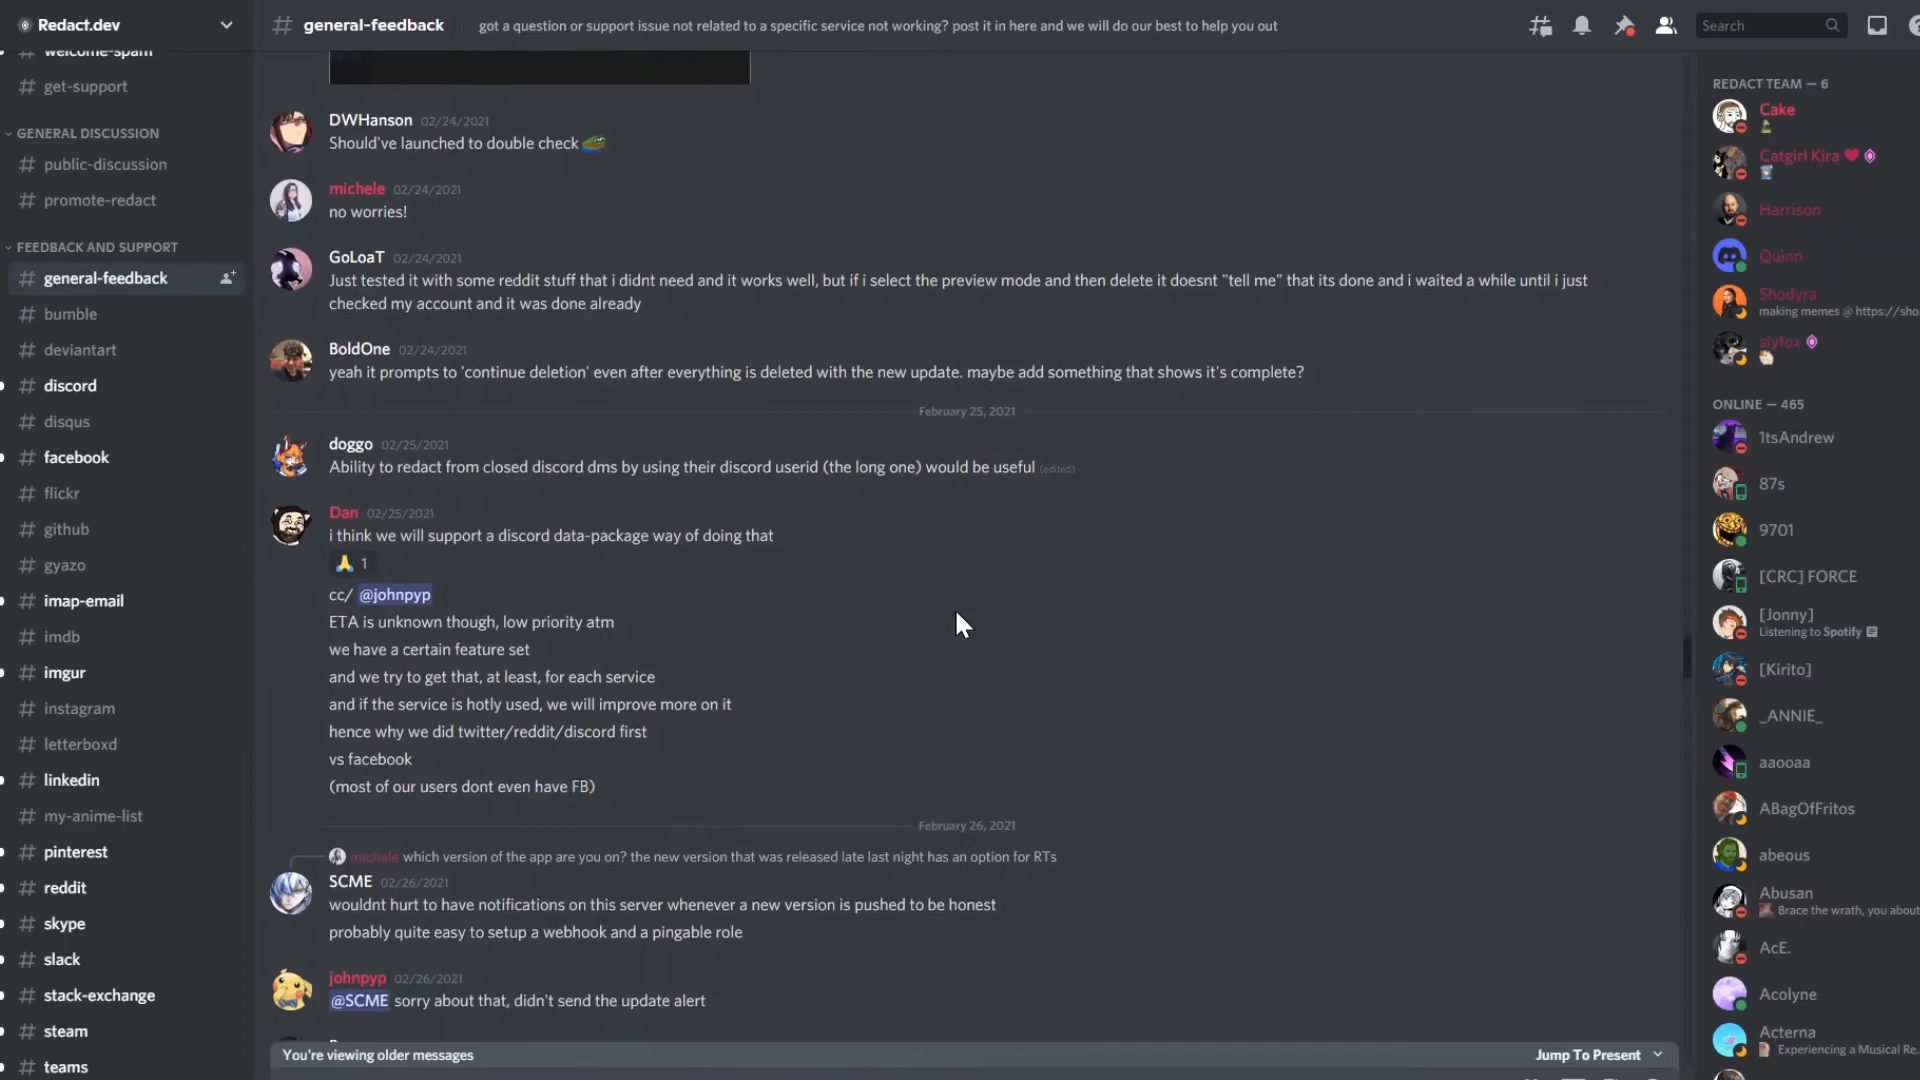 Redact.dev
# general-feedback
got a question or support issue not related to a specific service not working? post it in here and we will do our best to help you out
Search
# welcome-spam
# get-support
GENERAL DISCUSSION
# public-discussion
# promote-redact
FEEDBACK AND SUPPORT
# general-feedback
# bumble
# deviantart
# discord
# disqus
# facebook
# flickr
# github
# gyazo
# imap-email
# imdb
# imgur
# instagram
# letterboxd
# linkedin
# my-anime-list
# pinterest
# reddit
# skype
# slack
# stack-exchange
# steam
# teams
DWHanson 02/24/2021
Should've launched to double check
michele 02/24/2021
no worries!
GoLoaT 02/24/2021
Just tested it with some reddit stuff that i didnt need and it works well, but if i select the preview mode and then delete it doesnt "tell me" that its done and i waited a while until i just
checked my account and it was done already
BoldOne 02/24/2021
yeah it prompts to 'continue deletion' even after everything is deleted with the new update. maybe add something that shows it's complete?
February 25, 2021
doggo 02/25/2021
Ability to redact from closed discord dms by using their discord userid (the long one) would be useful (edited)
Dan 02/25/2021
i think we will support a discord data-package way of doing that
1
cc/ @johnpyp
ETA is unknown though, low priority atm
we have a certain feature set
and we try to get that, at least, for each service
and if the service is hotly used, we will improve more on it
hence why we did twitter/reddit/discord first
vs facebook
(most of our users dont even have FB)
February 26, 2021
michele which version of the app are you on? the new version that was released late last night has an option for RTs
SCME 02/26/2021
wouldnt hurt to have notifications on this server whenever a new version is pushed to be honest
probably quite easy to setup a webhook and a pingable role
johnpyp 02/26/2021
@SCME sorry about that, didn't send the update alert
You're viewing older messages
Jump To Present
REDACT TEAM — 6
Cake
Catgirl Kira
Harrison
Quinn
Shodyra
making memes @ https://sho
slyfox
ONLINE — 465
1tsAndrew
87s
9701
[CRC] FORCE
[Jonny]
Listening to Spotify
[Kirito]
_ANNIE_
aaooaa
ABagOfFritos
abeous
Abusan
Brace the wrath, you about
AcE.
Acolyne
Acterna
Experiencing a Musical Re...